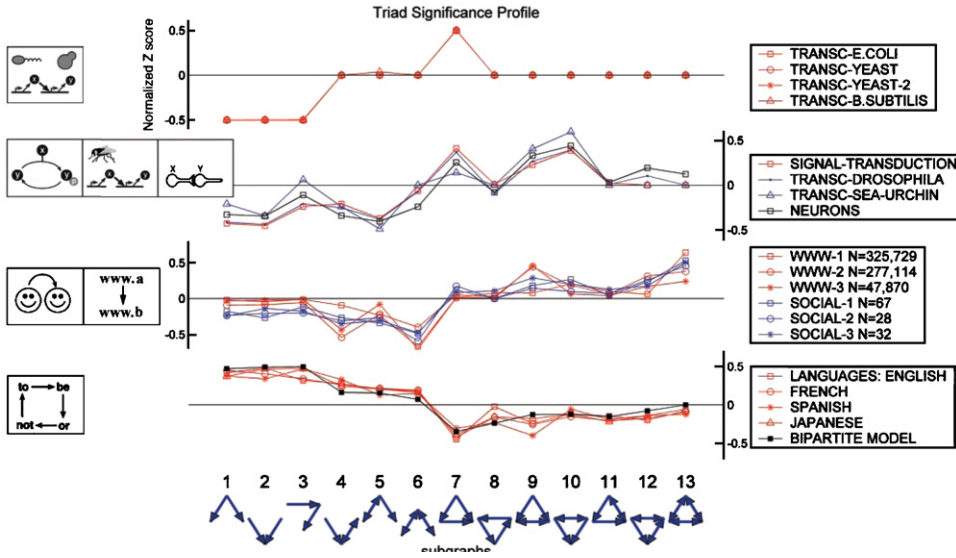 Triad Significance Profile
Normalized Z score
0.5
0
-0.5
X
Y
TRANSC-E.COLI
TRANSC-YEAST
TRANSC-YEAST-2
TRANSC-B.SUBTILIS
X
Y
Y
X
Y
X
Y
0.5
0
-0.5
SIGNAL-TRANSDUCTION
TRANSC-DROSOPHILA
TRANSC-SEA-URCHIN
NEURONS
www.a
www.b
0.5
0
-0.5
WWW-1 N=325,729
WWW-2 N=277,114
WWW-3 N=47,870
SOCIAL-1 N=67
SOCIAL-2 N=28
SOCIAL-3 N=32
to be
not or
0.5
0
-0.5
LANGUAGES: ENGLISH
FRENCH
SPANISH
JAPANESE
BIPARTITE MODEL
1 2 3 4 5 6 7 8 9 10 11 12 13
subgraphs